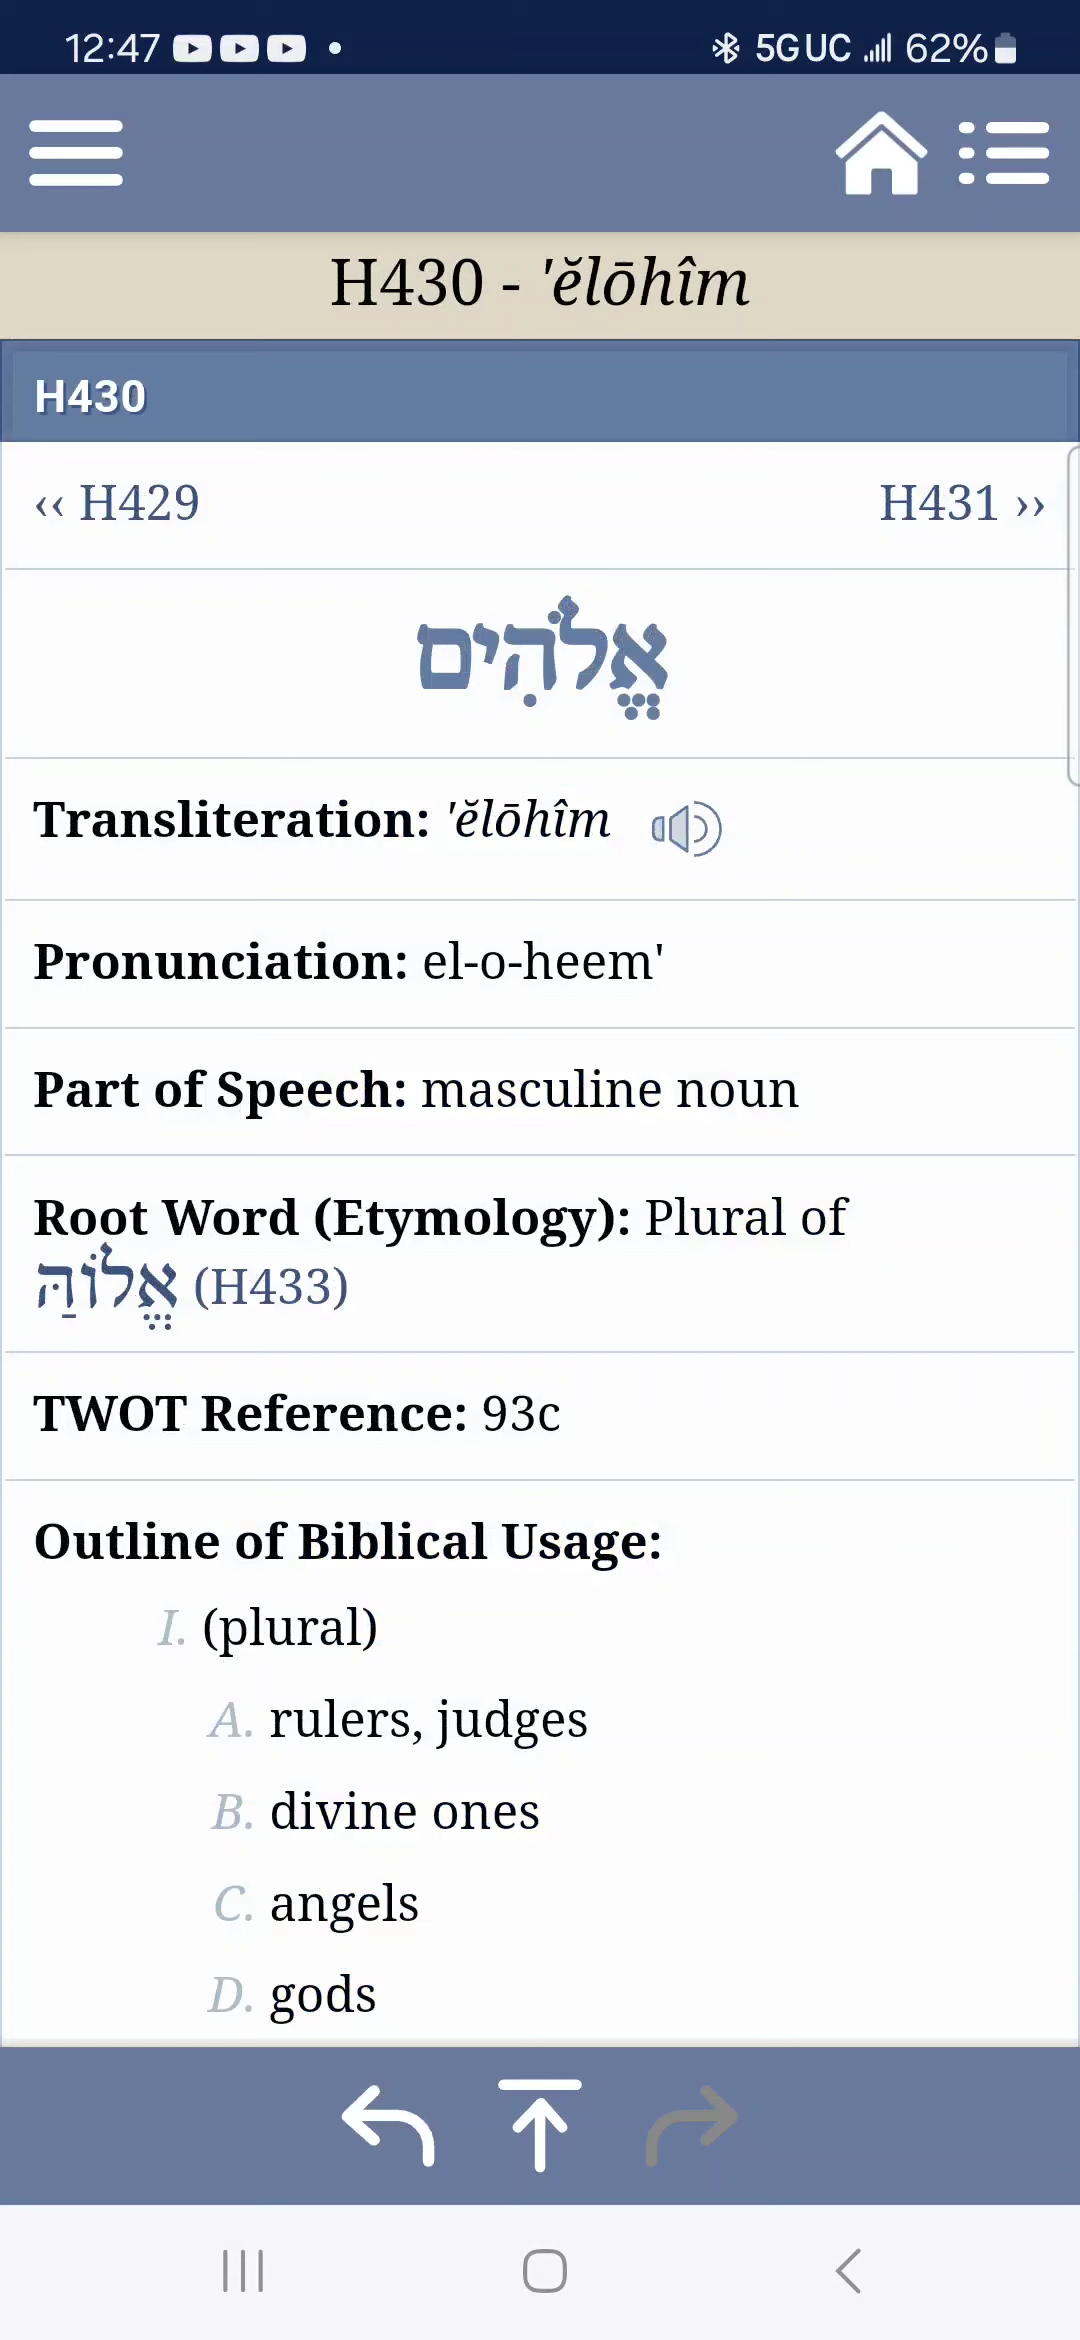 12:47 5G UC 62%
H430 - 'ĕlōhîm
H430
‹‹ H429 H431 ››
אֱלֹהִים
Transliteration: 'ĕlōhîm
Pronunciation: el-o-heem'
Part of Speech: masculine noun
Root Word (Etymology): Plural of
אֱלוֹהַּ (H433)
TWOT Reference: 93c
Outline of Biblical Usage:
I. (plural)
A. rulers, judges
B. divine ones
C. angels
D. gods